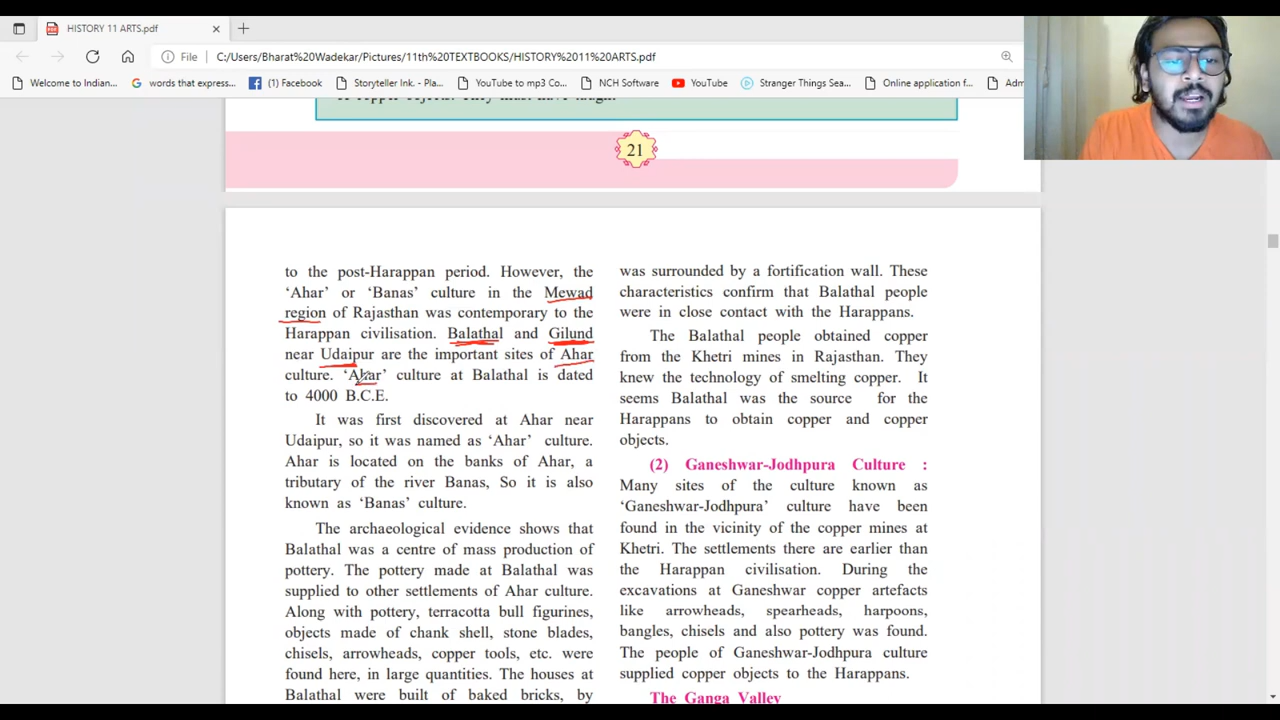 HISTORY 11 ARTS.pdf
File
C:/Users/Bharat%20Wadekar/Pictures/11th%20TEXTBOOKS/HISTORY%2011%20ARTS.pdf
Welcome to Indian...
words that express...
(1) Facebook
Storyteller Ink. - Pla...
YouTube to mp3 Co...
NCH Software
YouTube
Stranger Things Sea...
Online application f...
Adm
21
to the post-Harappan period. However, the
‘Ahar’ or ‘Banas’ culture in the Mewad
region of Rajasthan was contemporary to the
Harappan civilisation. Balathal and Gilund
near Udaipur are the important sites of Ahar
culture. ‘Ahar’ culture at Balathal is dated
to 4000 B.C.E.
It was first discovered at Ahar near
Udaipur, so it was named as ‘Ahar’ culture.
Ahar is located on the banks of Ahar, a
tributary of the river Banas, So it is also
known as ‘Banas’ culture.
The archaeological evidence shows that
Balathal was a centre of mass production of
pottery. The pottery made at Balathal was
supplied to other settlements of Ahar culture.
Along with pottery, terracotta bull figurines,
objects made of chank shell, stone blades,
chisels, arrowheads, copper tools, etc. were
found here, in large quantities. The houses at
Balathal were built of baked bricks, by
was surrounded by a fortification wall. These
characteristics confirm that Balathal people
were in close contact with the Harappans.
The Balathal people obtained copper
from the Khetri mines in Rajasthan. They
knew the technology of smelting copper. It
seems Balathal was the source for the
Harappans to obtain copper and copper
objects.
(2) Ganeshwar-Jodhpura Culture :
Many sites of the culture known as
‘Ganeshwar-Jodhpura’ culture have been
found in the vicinity of the copper mines at
Khetri. The settlements there are earlier than
the Harappan civilisation. During the
excavations at Ganeshwar copper artefacts
like arrowheads, spearheads, harpoons,
bangles, chisels and also pottery was found.
The people of Ganeshwar-Jodhpura culture
supplied copper objects to the Harappans.
The Ganga Valley